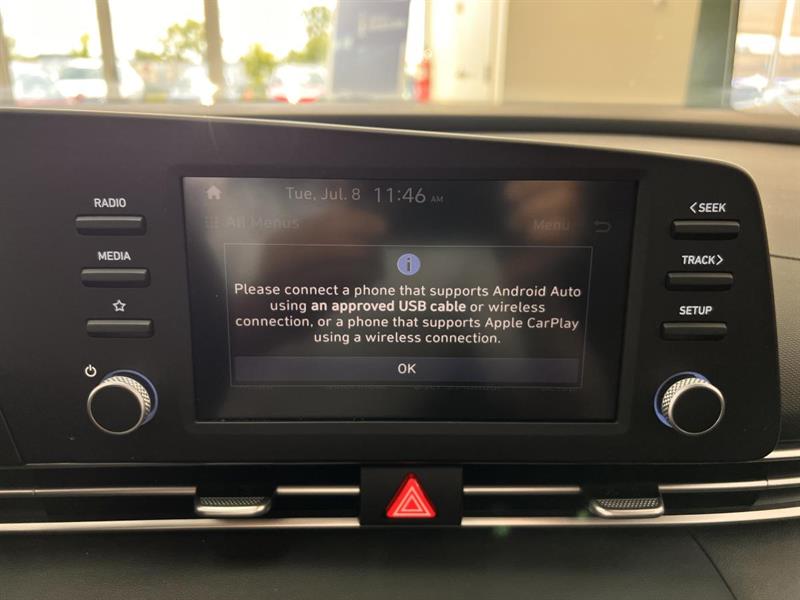 RADIO
MEDIA
Tue, Jul. 8 11:46 AM
All Menus
Menu
i
Please connect a phone that supports Android Auto
using an approved USB cable or wireless
connection, or a phone that supports Apple CarPlay
using a wireless connection.
OK
<SEEK
TRACK>
SETUP